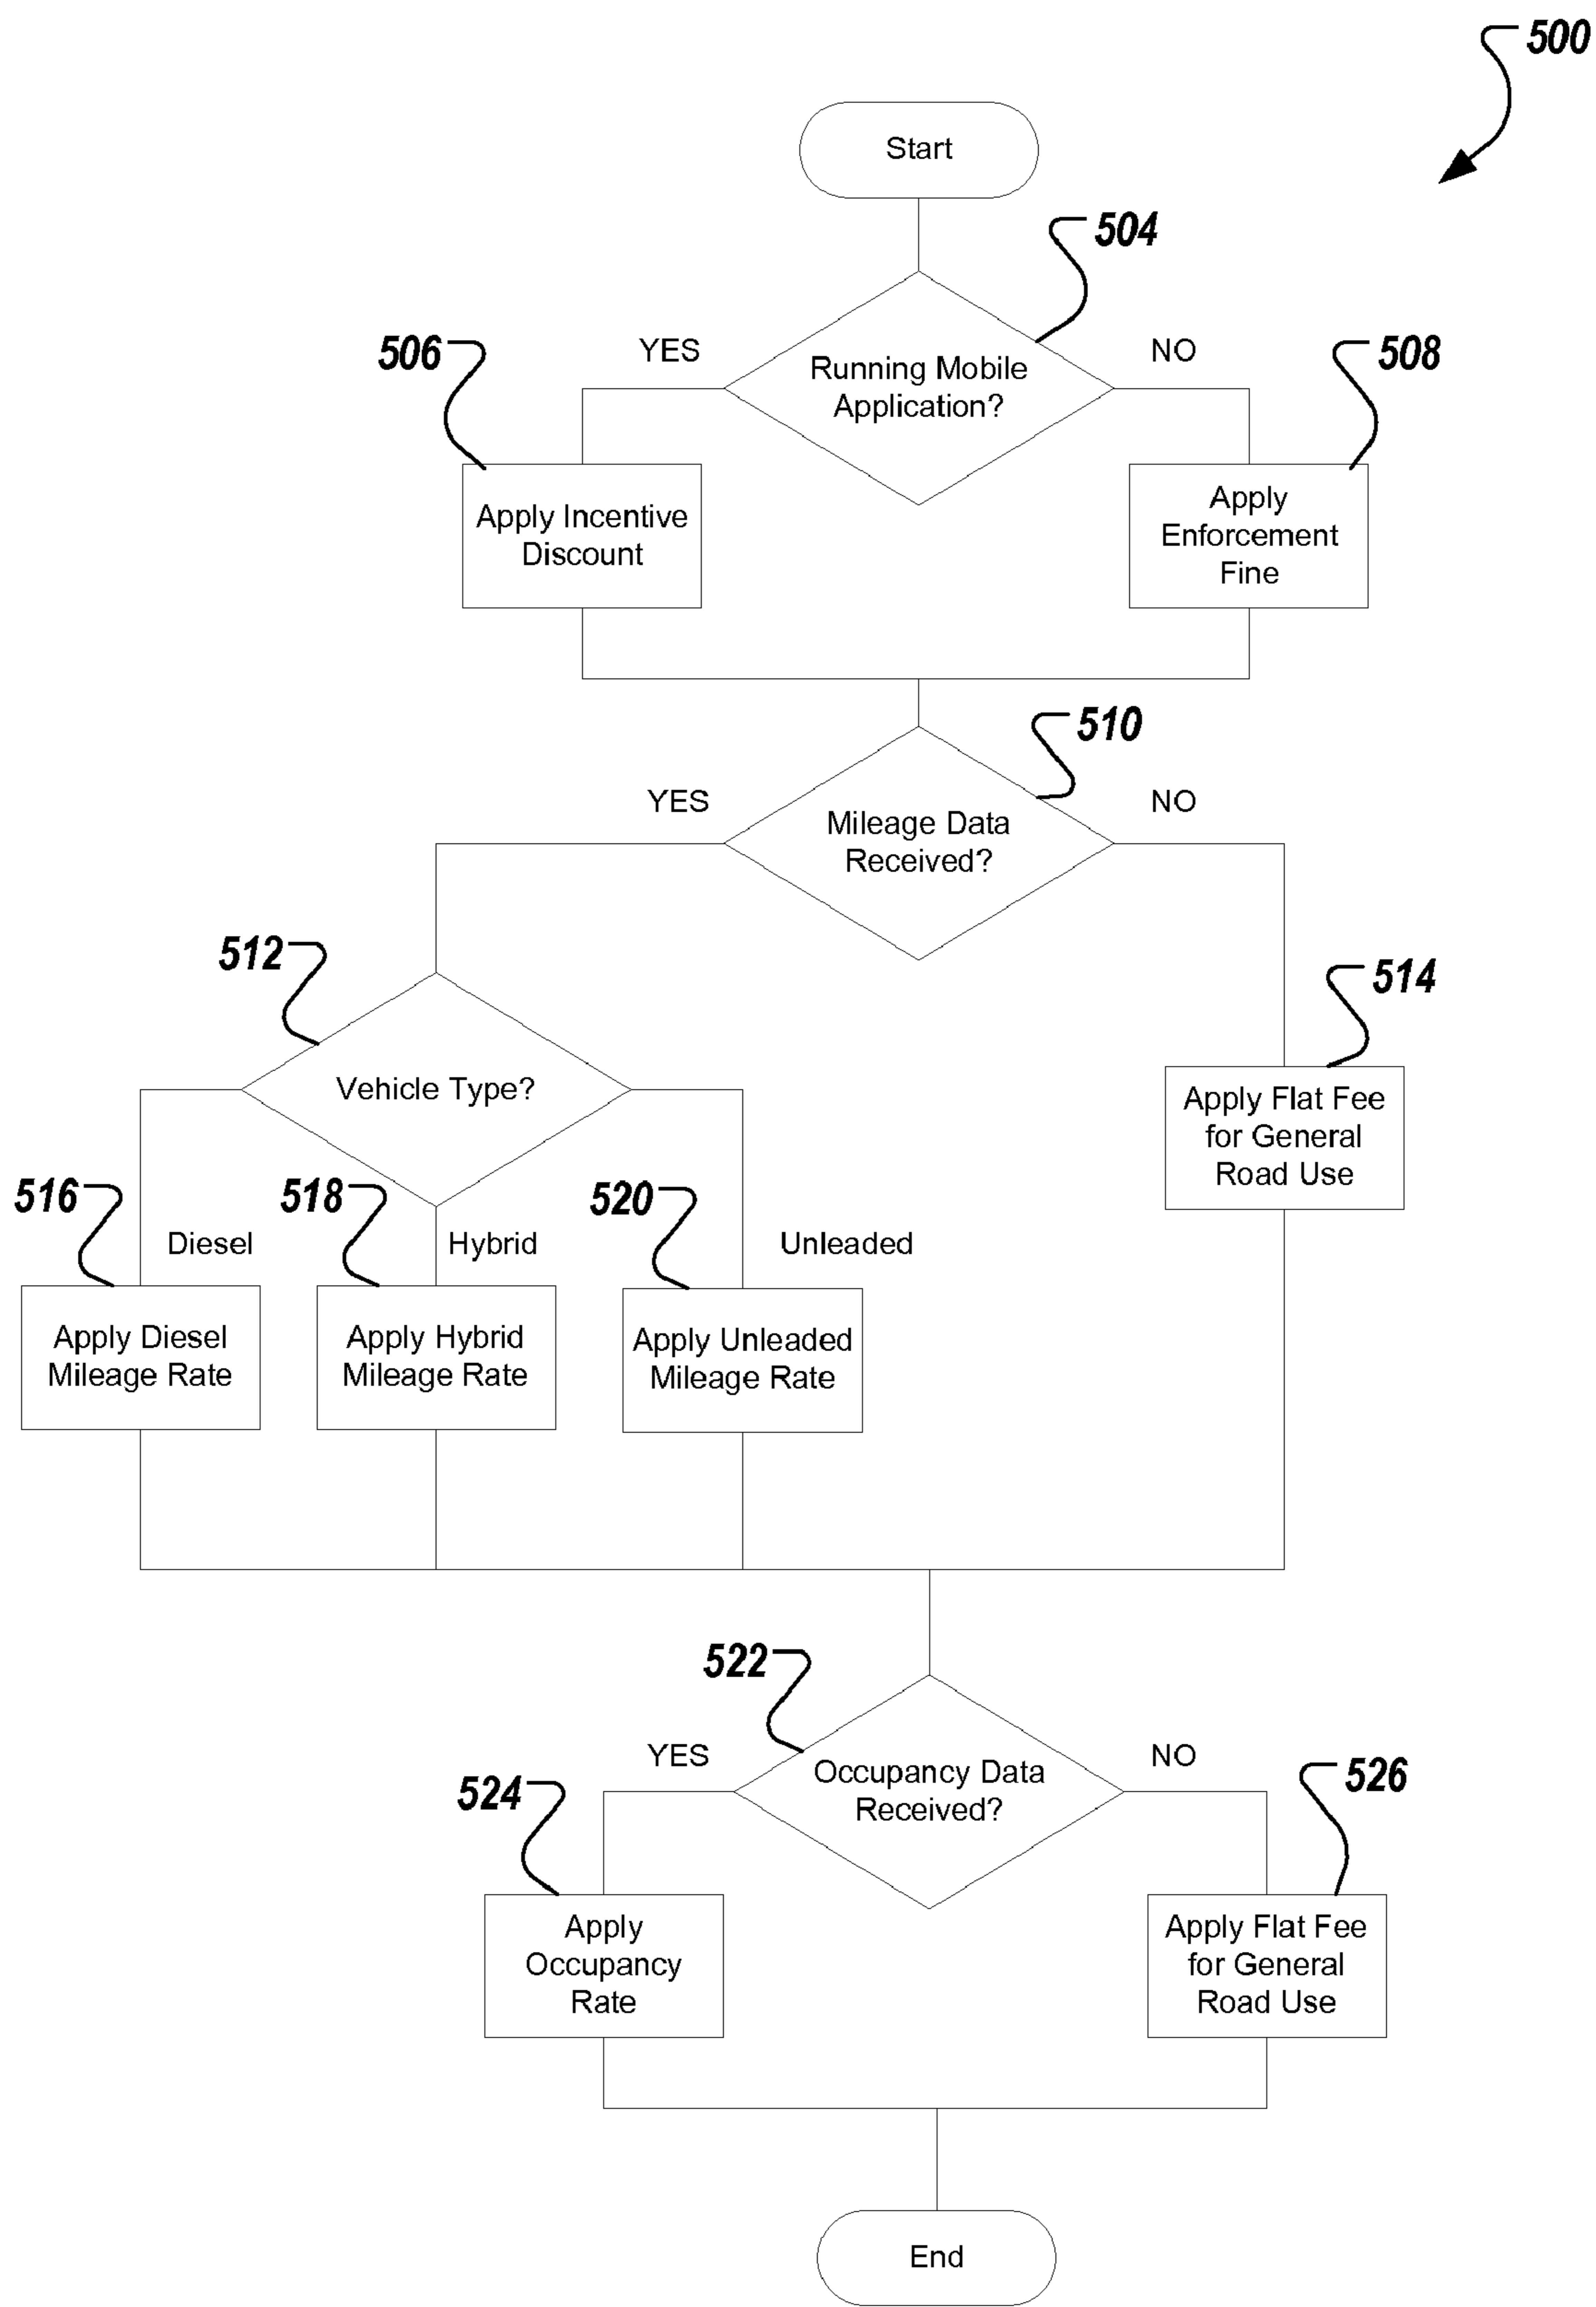 500
Start
504
YES
NO
506
508
Running Mobile
Application?
Apply Incentive
Discount
Apply
Enforcement
Fine
510
YES
NO
Mileage Data
Received?
512
514
Vehicle Type?
Apply Flat Fee
for General
Road Use
516
518
520
Diesel
Hybrid
Unleaded
Apply Diesel
Mileage Rate
Apply Hybrid
Mileage Rate
Apply Unleaded
Mileage Rate
522
YES
NO
524
526
Occupancy Data
Received?
Apply
Occupancy
Rate
Apply Flat Fee
for General
Road Use
End